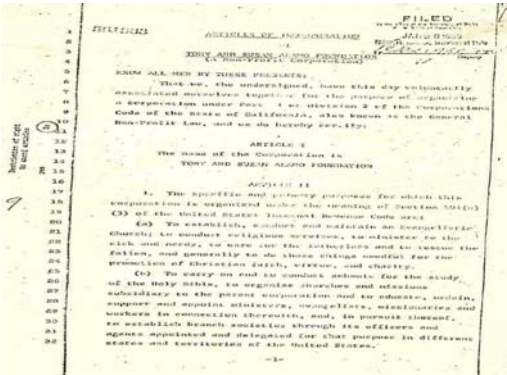 FILED
JAN 8 1969
ARTICLES OF INCORPORATION
of
TONY AND SUSAN ALAMO FOUNDATION
(A Non-Profit Corporation)
KNOW ALL MEN BY THESE PRESENTS:
That we, the undersigned, have this day voluntarily
associated ourselves together for the purpose of organizing
a corporation under Part 1 of Division 2 of the Corporations
Code of the State of California, also known as the General
Non-Profit Law, and we do hereby certify:
ARTICLE I
The name of the Corporation is
TONY AND SUSAN ALAMO FOUNDATION
ARTICLE II
1. The specific and primary purposes for which this
corporation is organized under the meaning of Section 501(c)
(3) of the United States Internal Revenue Code are:
(a) To establish, conduct and maintain an Evangelistic
Church; to conduct religious services, to minister to the
sick and needy, to care for the fatherless and to rescue the
fallen, and generally to do those things needful for the
promotion of Christian faith, virtue, and charity.
(b) To carry on and to conduct schools for the study
of the Holy Bible, to organize churches and missions
subsidiary to the parent corporation and to educate, ordain,
support and appoint ministers, evangelists, missionaries and
workers in connection therewith, and, in pursuit thereof,
to establish branch societies through its officers and
agents appointed and delegated for that purpose in different
states and territories of the United States.
-1-